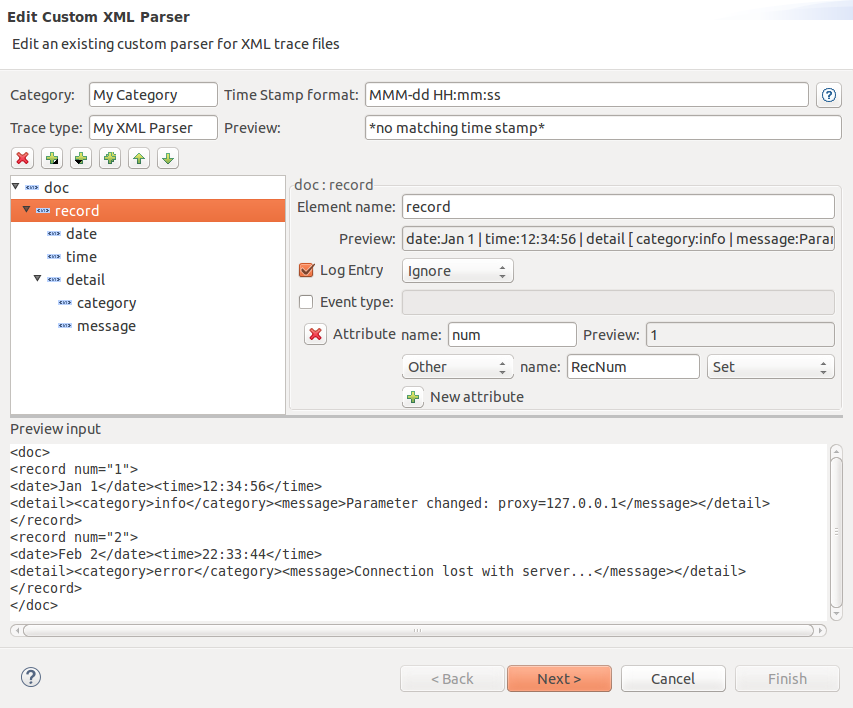 Edit Custom XML Parser
Edit an existing custom parser for XML trace files
Category: My Category Time Stamp format: MMM-dd HH:mm:ss
Trace type: My XML Parser Preview: *no matching time stamp*
doc
record
date
time
detail
category
message
doc : record
Element name: record
Preview: date:Jan 1 | time:12:34:56 | detail [ category:info | message:Para
Log Entry Ignore
Event type:
Attribute name: num Preview: 1
Other name: RecNum Set
New attribute
Preview input
<doc>
<record num="1">
<date>Jan 1</date><time>12:34:56</time>
<detail><category>info</category><message>Parameter changed: proxy=127.0.0.1</message></detail>
</record>
<record num="2">
<date>Feb 2</date><time>22:33:44</time>
<detail><category>error</category><message>Connection lost with server...</message></detail>
</record>
</doc>
< Back Next > Cancel Finish